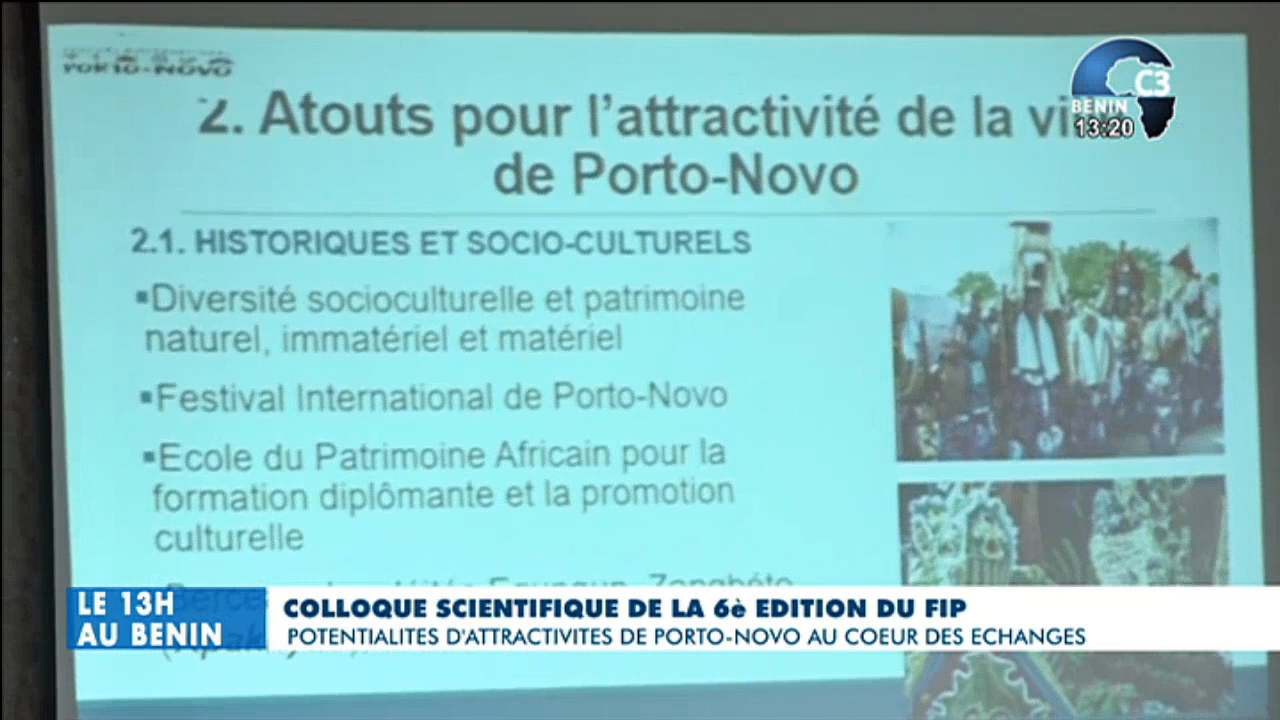 PORTO-NOVO
2. Atouts pour l'attractivité de la vi
de Porto-Novo
C3
BENIN
13:20
2.1. HISTORIQUES ET SOCIO-CULTURELS
▪Diversité socioculturelle et patrimoine
naturel, immatériel et matériel
▪Festival International de Porto-Novo
▪Ecole du Patrimoine Africain pour la
formation diplômante et la promotion
culturelle
LE 13H
AU BENIN
COLLOQUE SCIENTIFIQUE DE LA 6è EDITION DU FIP
POTENTIALITES D'ATTRACTIVITES DE PORTO-NOVO AU COEUR DES ECHANGES